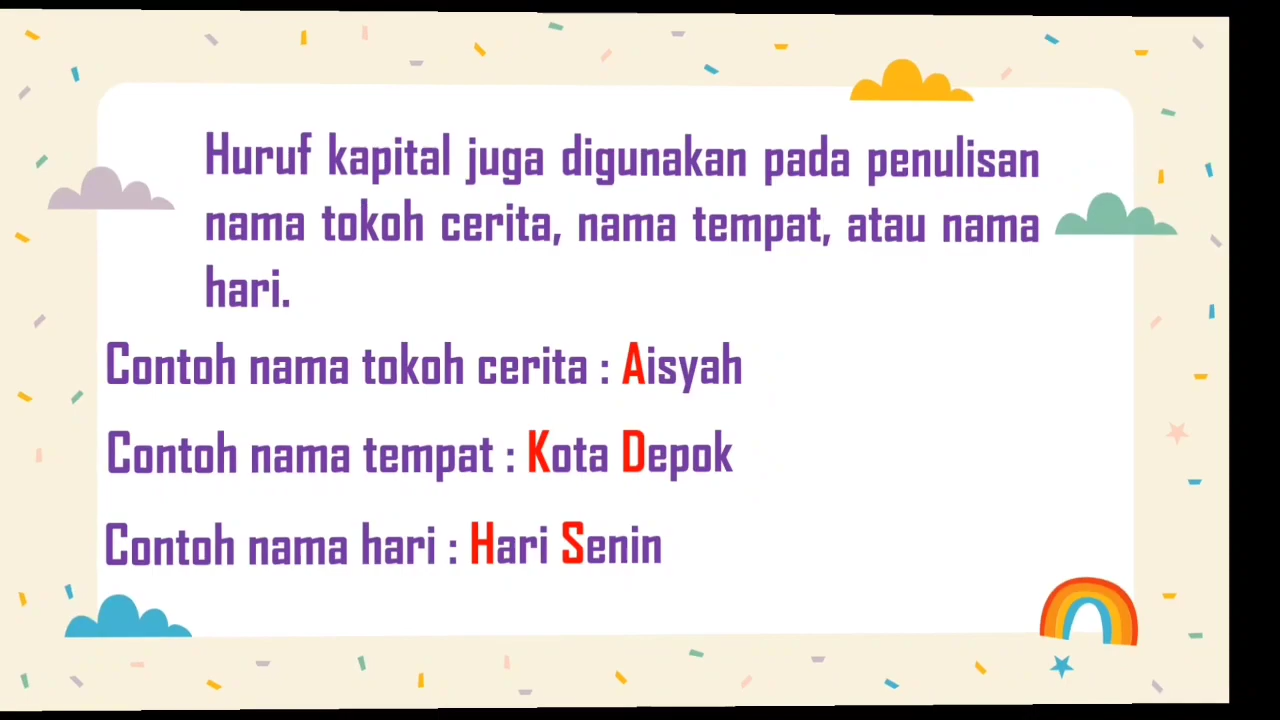 Huruf kapital juga digunakan pada penulisan
nama tokoh cerita, nama tempat, atau nama
hari.
Contoh nama tokoh cerita : Aisyah
Contoh nama tempat : Kota Depok
Contoh nama hari : Hari Senin